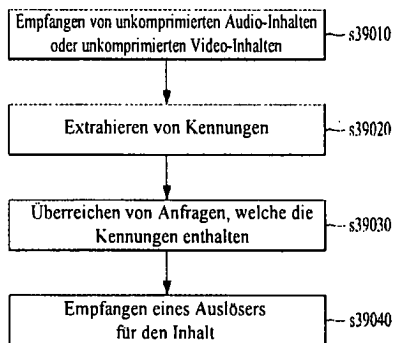 Empfangen von unkomprimierten Audio-Inhalten
oder unkomprimierten Video-Inhalten
s39010
Extrahieren von Kennungen
s39020
Überreichen von Anfragen, welche die
Kennungen enthalten
s39030
Empfangen eines Auslösers
für den Inhalt
s39040